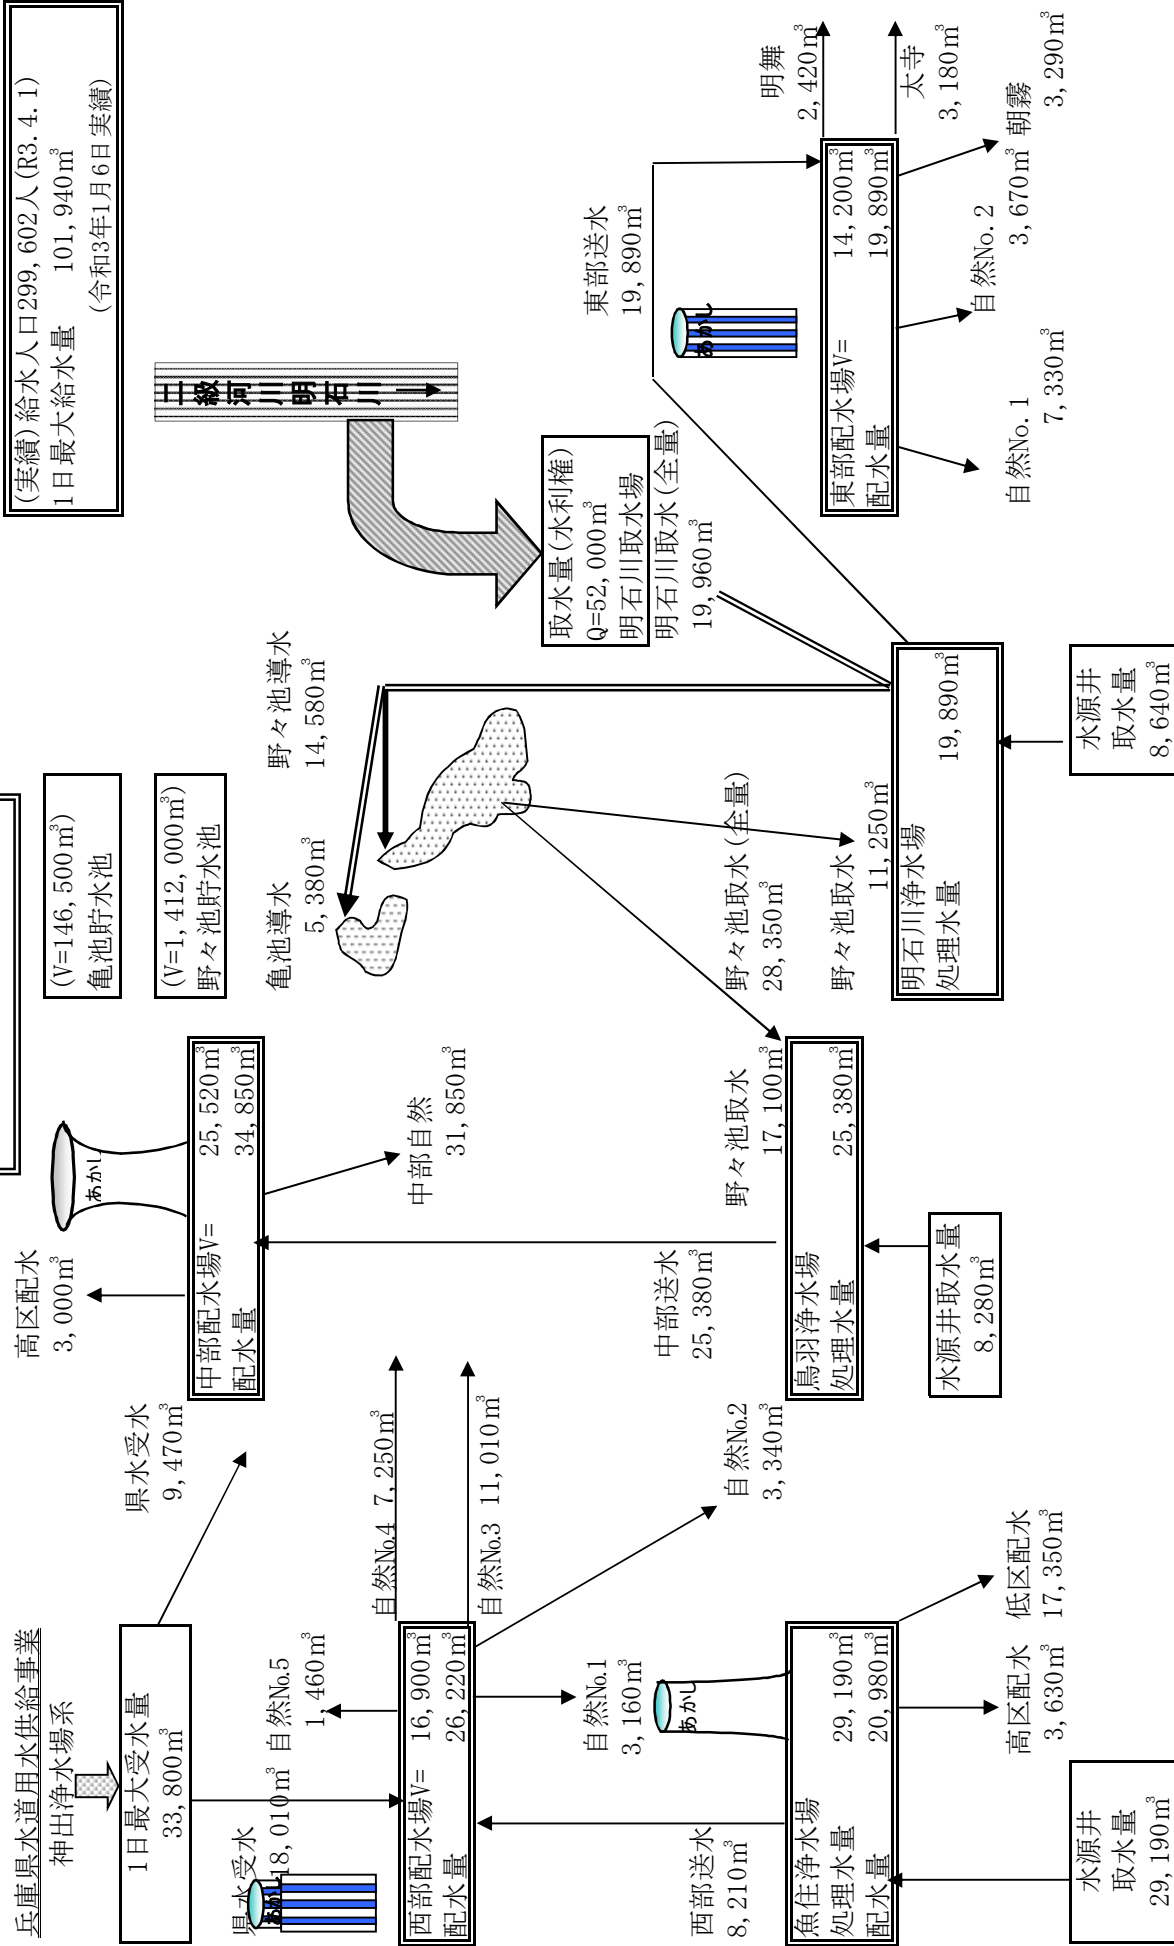 兵庫県水道用水供給事業
神出浄水場系
1日最大受水量
33,800m³
県水受水
9,470m³
県水受水
18,010m³
あかし
自然No.5
1,460m³
西部配水場V= 16,900m³
配水量 26,220m³
自然No.4 7,250m³
自然No.3 11,010m³
自然No.2
3,340m³
自然No.1
3,160m³
西部送水
8,210m³
あかし
魚住浄水場
処理水量 29,190m³
配水量 20,980m³
高区配水
3,630m³
低区配水
17,350m³
水源井
取水量
29,190m³
高区配水
3,000m³
あかし
中部配水場V= 25,520m³
配水量 34,850m³
中部自然
31,850m³
中部送水
25,380m³
野々池取水
17,100m³
鳥羽浄水場
処理水量 25,380m³
水源井取水量
8,280m³
(V=146,500m³)
亀池貯水池
(V=1,412,000m³)
野々池貯水池
亀池導水
5,380m³
野々池導水
14,580m³
野々池取水(全量)
28,350m³
野々池取水
11,250m³
明石川浄水場
処理水量 19,890m³
水源井
取水量
8,640m³
(実績)給水人口299,602人(R3.4.1)
1日最大給水量 101,940m³
(令和3年1月6日実績)
二級河川明石川
取水量(水利権)
Q=52,000m³
明石川取水場
明石川取水(全量)
19,960m³
東部送水
19,890m³
あかし
東部配水場V= 14,200m³
配水量 19,890m³
明舞
2,420m³
太寺
3,180m³
朝霧
3,290m³
自然No.2
3,670m³
自然No.1
7,330m³